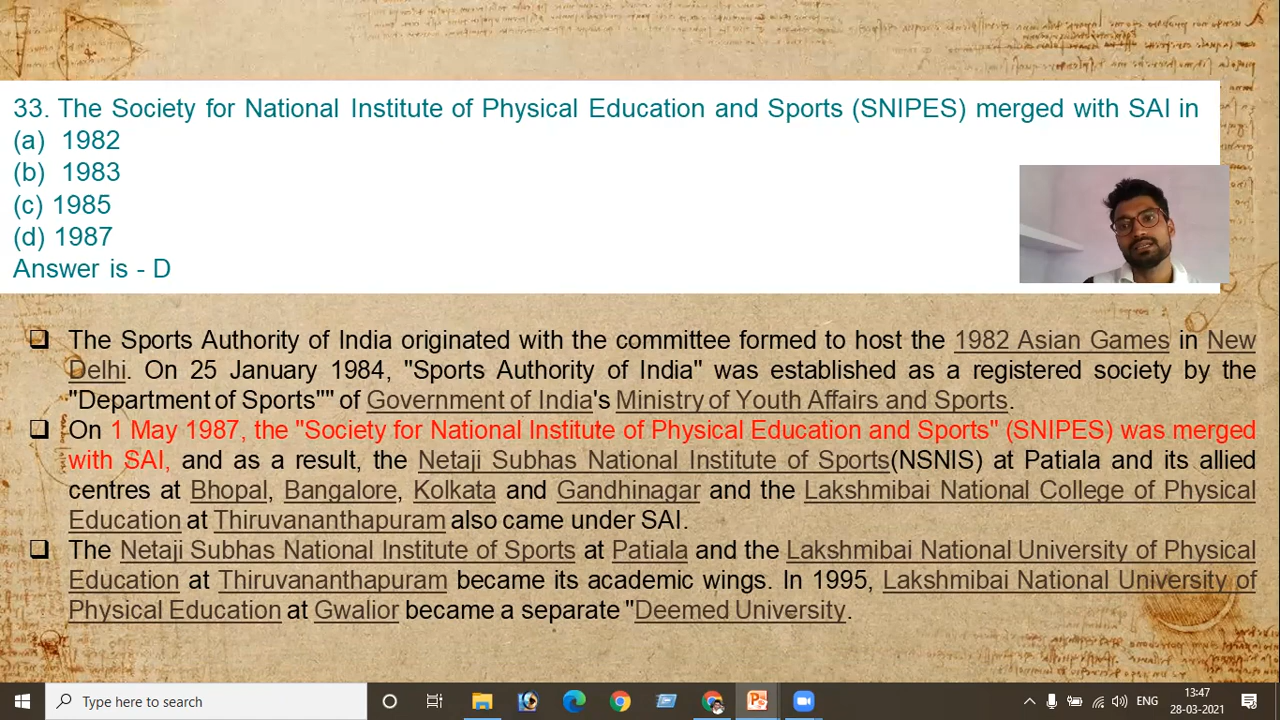 33. The Society for National Institute of Physical Education and Sports (SNIPES) merged with SAI in
(a) 1982
(b) 1983
(c) 1985
(d) 1987
Answer is - D
The Sports Authority of India originated with the committee formed to host the 1982 Asian Games in New
Delhi. On 25 January 1984, "Sports Authority of India" was established as a registered society by the
"Department of Sports"" of Government of India's Ministry of Youth Affairs and Sports.
On 1 May 1987, the "Society for National Institute of Physical Education and Sports" (SNIPES) was merged
with SAI, and as a result, the Netaji Subhas National Institute of Sports(NSNIS) at Patiala and its allied
centres at Bhopal, Bangalore, Kolkata and Gandhinagar and the Lakshmibai National College of Physical
Education at Thiruvananthapuram also came under SAI.
The Netaji Subhas National Institute of Sports at Patiala and the Lakshmibai National University of Physical
Education at Thiruvananthapuram became its academic wings. In 1995, Lakshmibai National University of
Physical Education at Gwalior became a separate "Deemed University.
Type here to search
ENG
13:47
28-03-2021